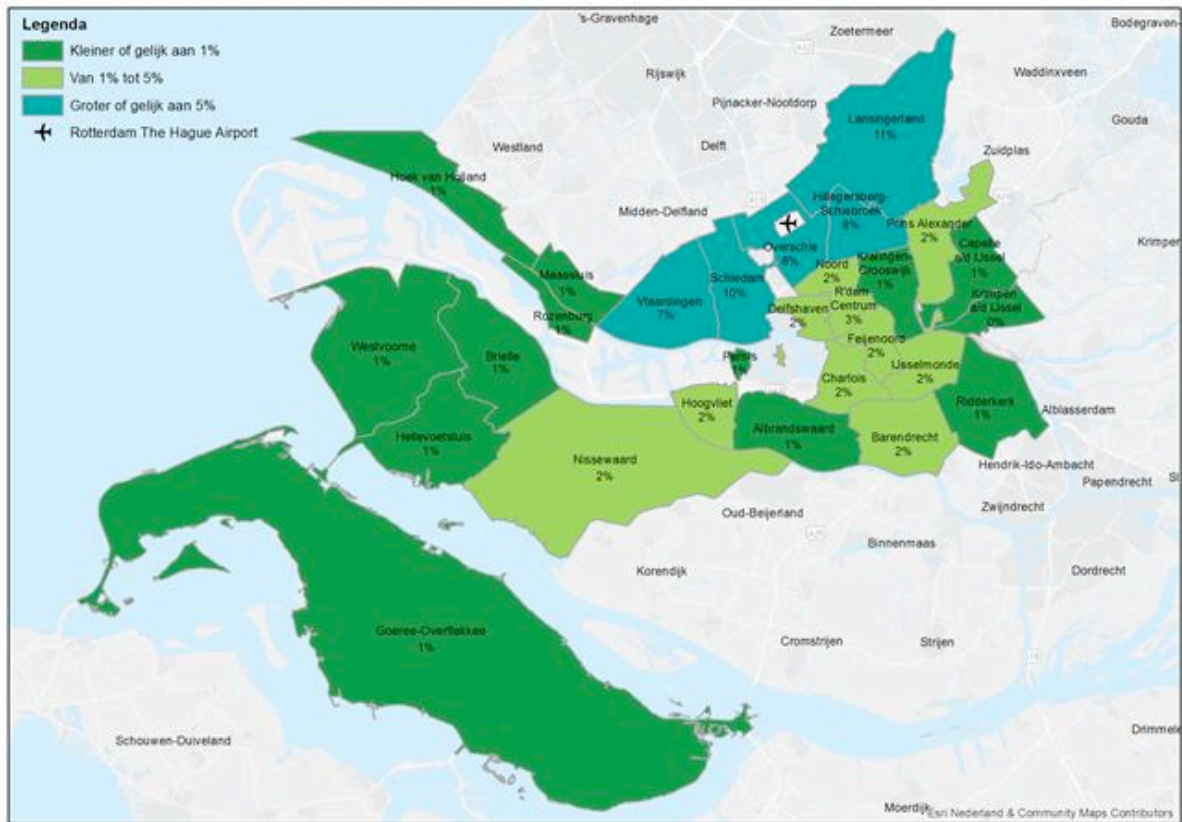 Legenda
Kleiner of gelijk aan 1%
Van 1% tot 5%
Groter of gelijk aan 5%
Rotterdam The Hague Airport
's-Gravenhage
Zoetermeer
Bodegraven-
Rijswijk
Waddinxveen
Pijnacker-Nootdorp
Gouda
Lansingerland
11%
Westland
Delft
Zuidplas
Hoek van Holland
1%
Midden-Delfland
Hillegersberg-
Schiebroek
8%
Prins Alexander
2%
Overschie
8%
Capelle
a/d IJssel
1%
Krimpen
Maassluis
1%
Schiedam
10%
Noord
2%
Kralingen-
Crooswijk
1%
Vlaardingen
7%
R'dam
Centrum
3%
Krimpen
a/d IJssel
0%
Rozenburg
1%
Delfshaven
2%
Feijenoord
2%
Westvoorne
1%
Brielle
1%
Pernis
1%
IJsselmonde
2%
Charlois
2%
Hoogvliet
2%
Ridderkerk
1%
Alblasserdam
Albrandswaard
1%
Barendrecht
2%
Hellevoetsluis
1%
Nissewaard
2%
Hendrik-Ido-Ambacht
Papendrecht
Sl
Zwijndrecht
Oud-Beijerland
Binnenmaas
Korendijk
Dordrecht
Goeree-Overflakkee
1%
Cromstrijen
Strijen
Schouwen-Duiveland
Drimmele
Moerdijk
Esri Nederland & Community Maps Contributors